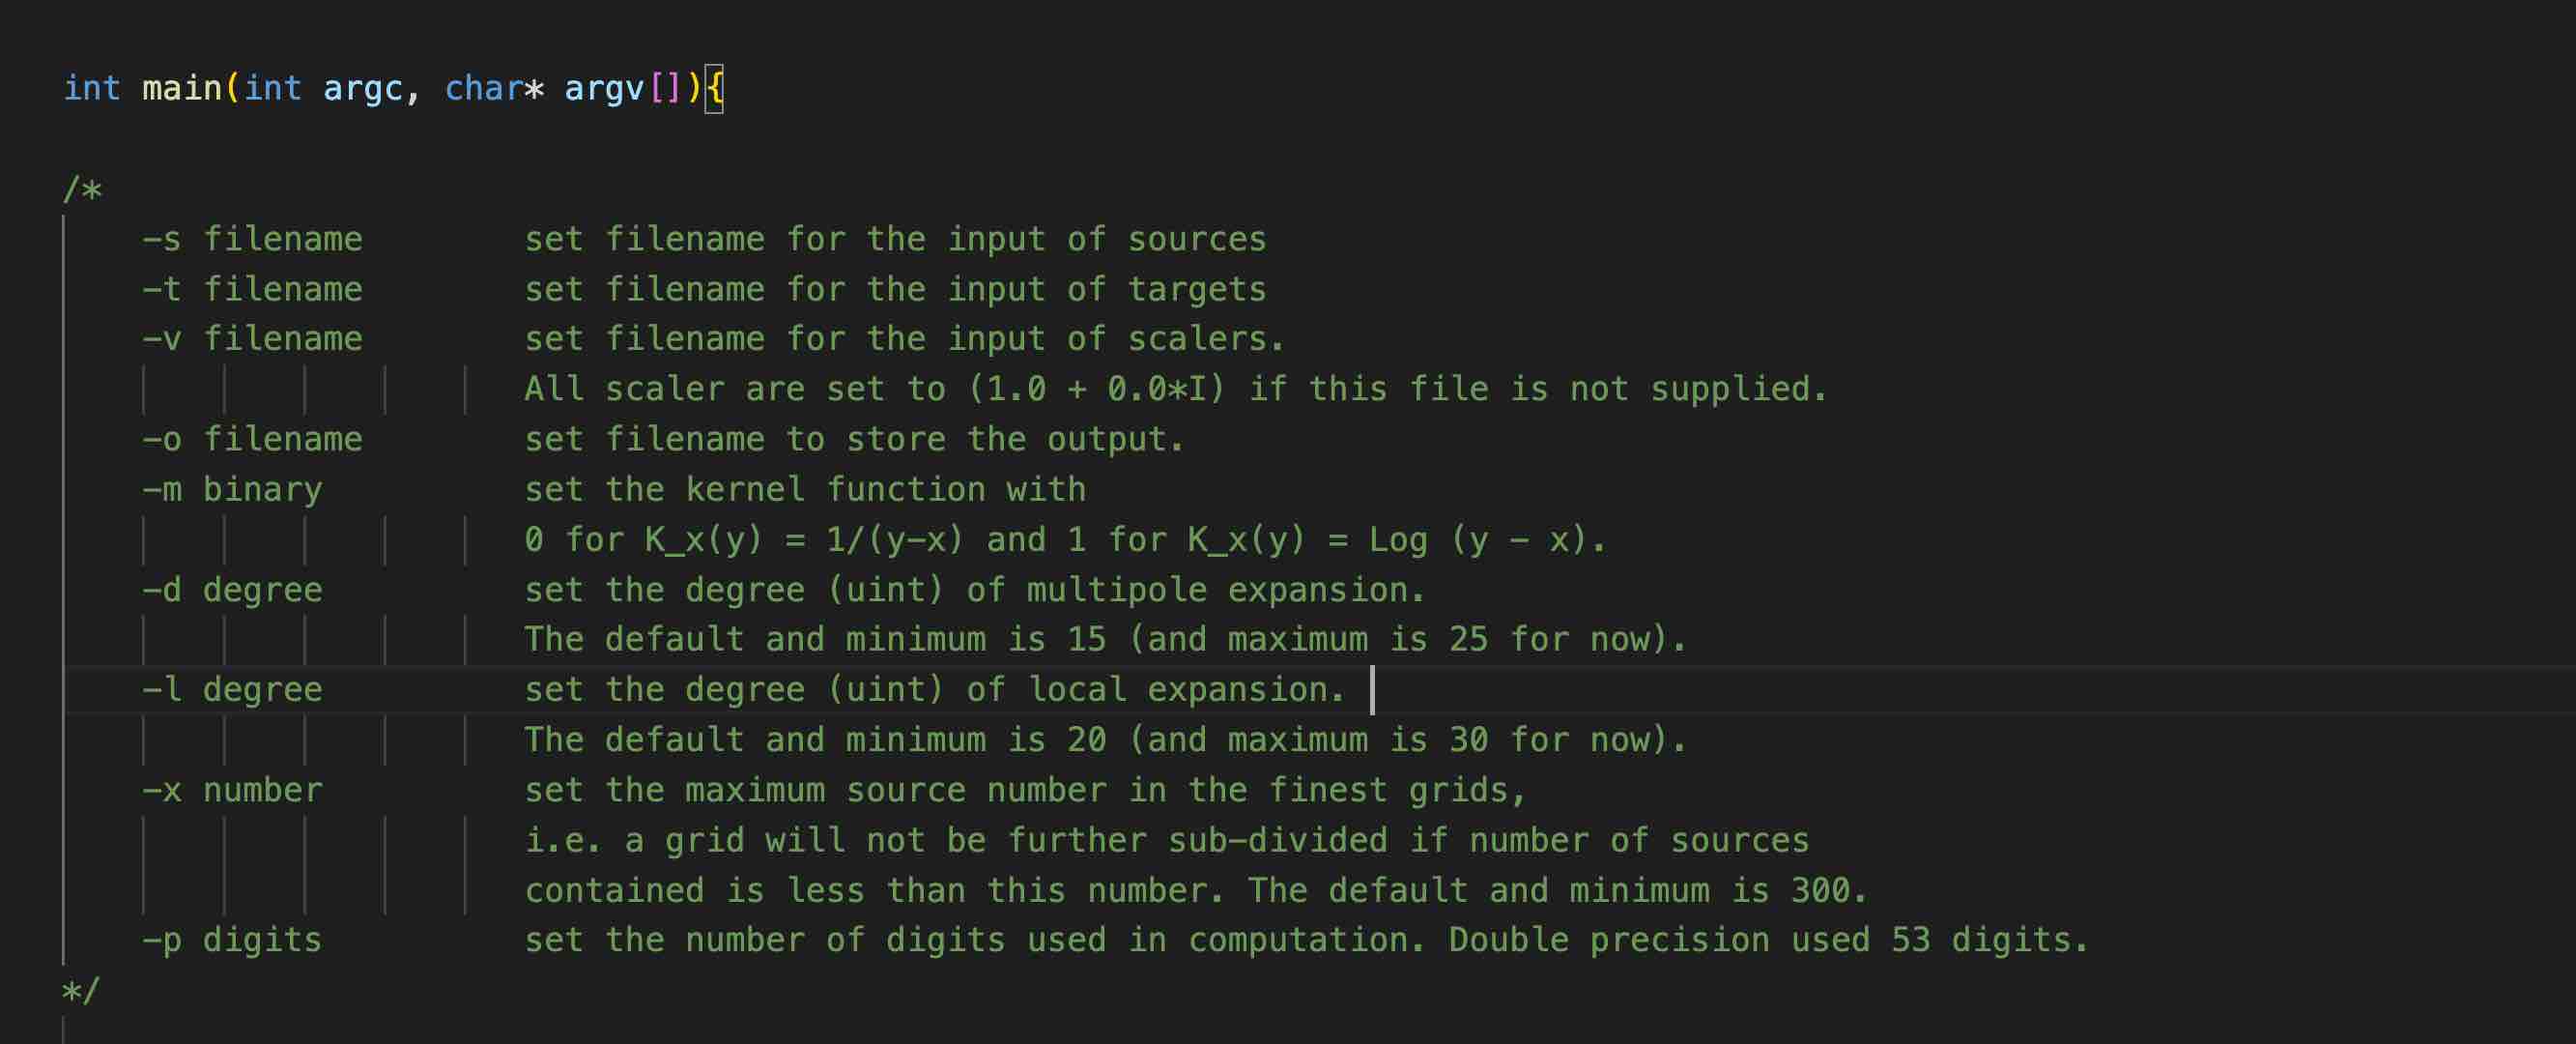 int main(int argc, char* argv[]){
/*
-s filename set filename for the input of sources
-t filename set filename for the input of targets
-v filename set filename for the input of scalers.
All scaler are set to (1.0 + 0.0*I) if this file is not supplied.
-o filename set filename to store the output.
-m binary set the kernel function with
0 for K_x(y) = 1/(y-x) and 1 for K_x(y) = Log (y - x).
-d degree set the degree (uint) of multipole expansion.
The default and minimum is 15 (and maximum is 25 for now).
-l degree set the degree (uint) of local expansion.
The default and minimum is 20 (and maximum is 30 for now).
-x number set the maximum source number in the finest grids,
i.e. a grid will not be further sub-divided if number of sources
contained is less than this number. The default and minimum is 300.
-p digits set the number of digits used in computation. Double precision used 53 digits.
*/